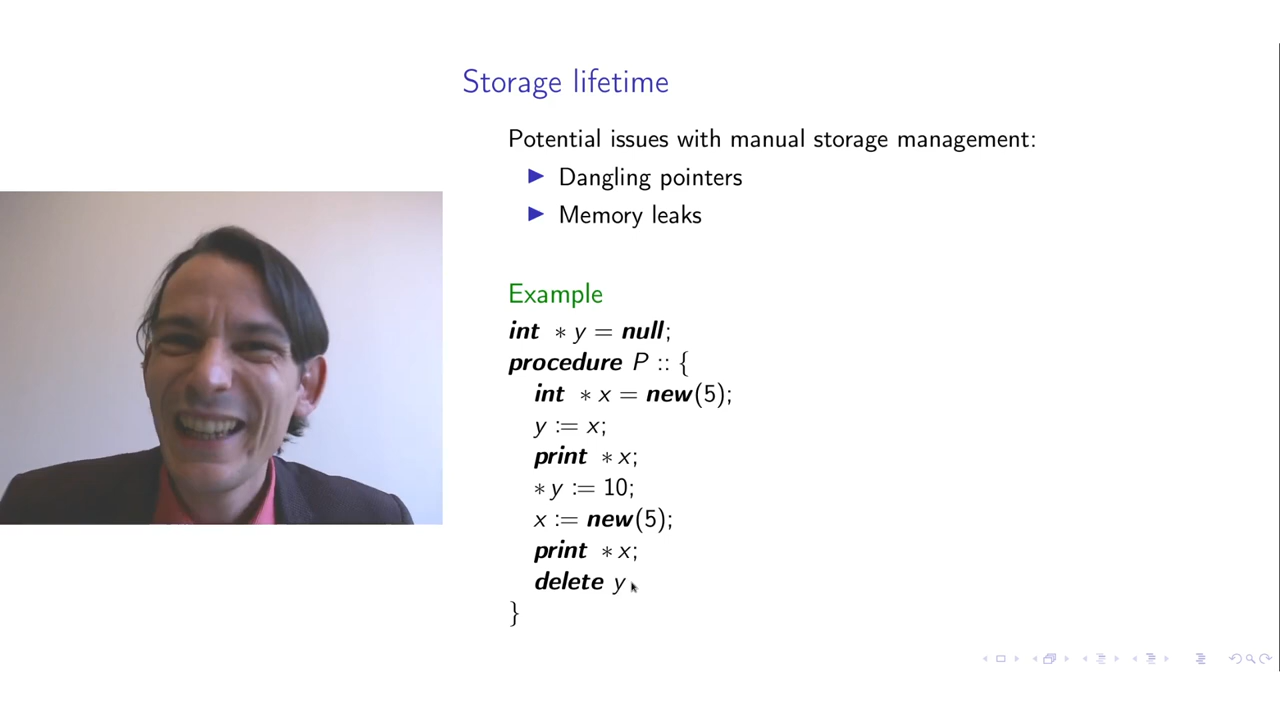 Storage lifetime
Potential issues with manual storage management:
▶ Dangling pointers
▶ Memory leaks
Example
int * y = null;
procedure P :: {
int * x = new(5);
y := x;
print * x;
* y := 10;
x := new(5);
print * x;
delete y
}